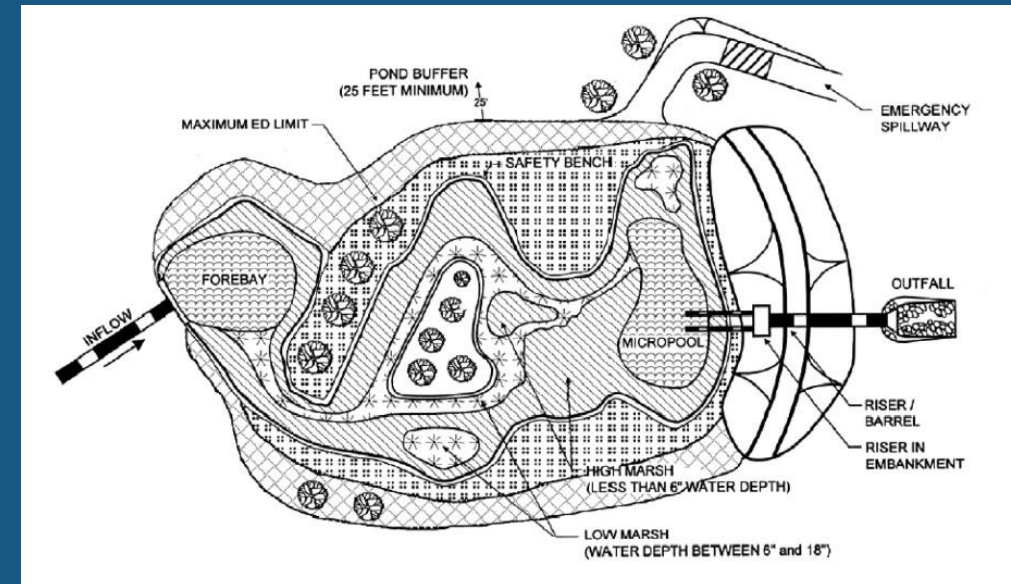 POND BUFFER
(25 FEET MINIMUM)
25'
MAXIMUM ED LIMIT
SAFETY BENCH
EMERGENCY
SPILLWAY
FOREBAY
INFLOW
OUTFALL
MICROPOOL
RISER /
BARREL
RISER IN
EMBANKMENT
HIGH MARSH
(LESS THAN 6" WATER DEPTH)
LOW MARSH
(WATER DEPTH BETWEEN 6" and 18")